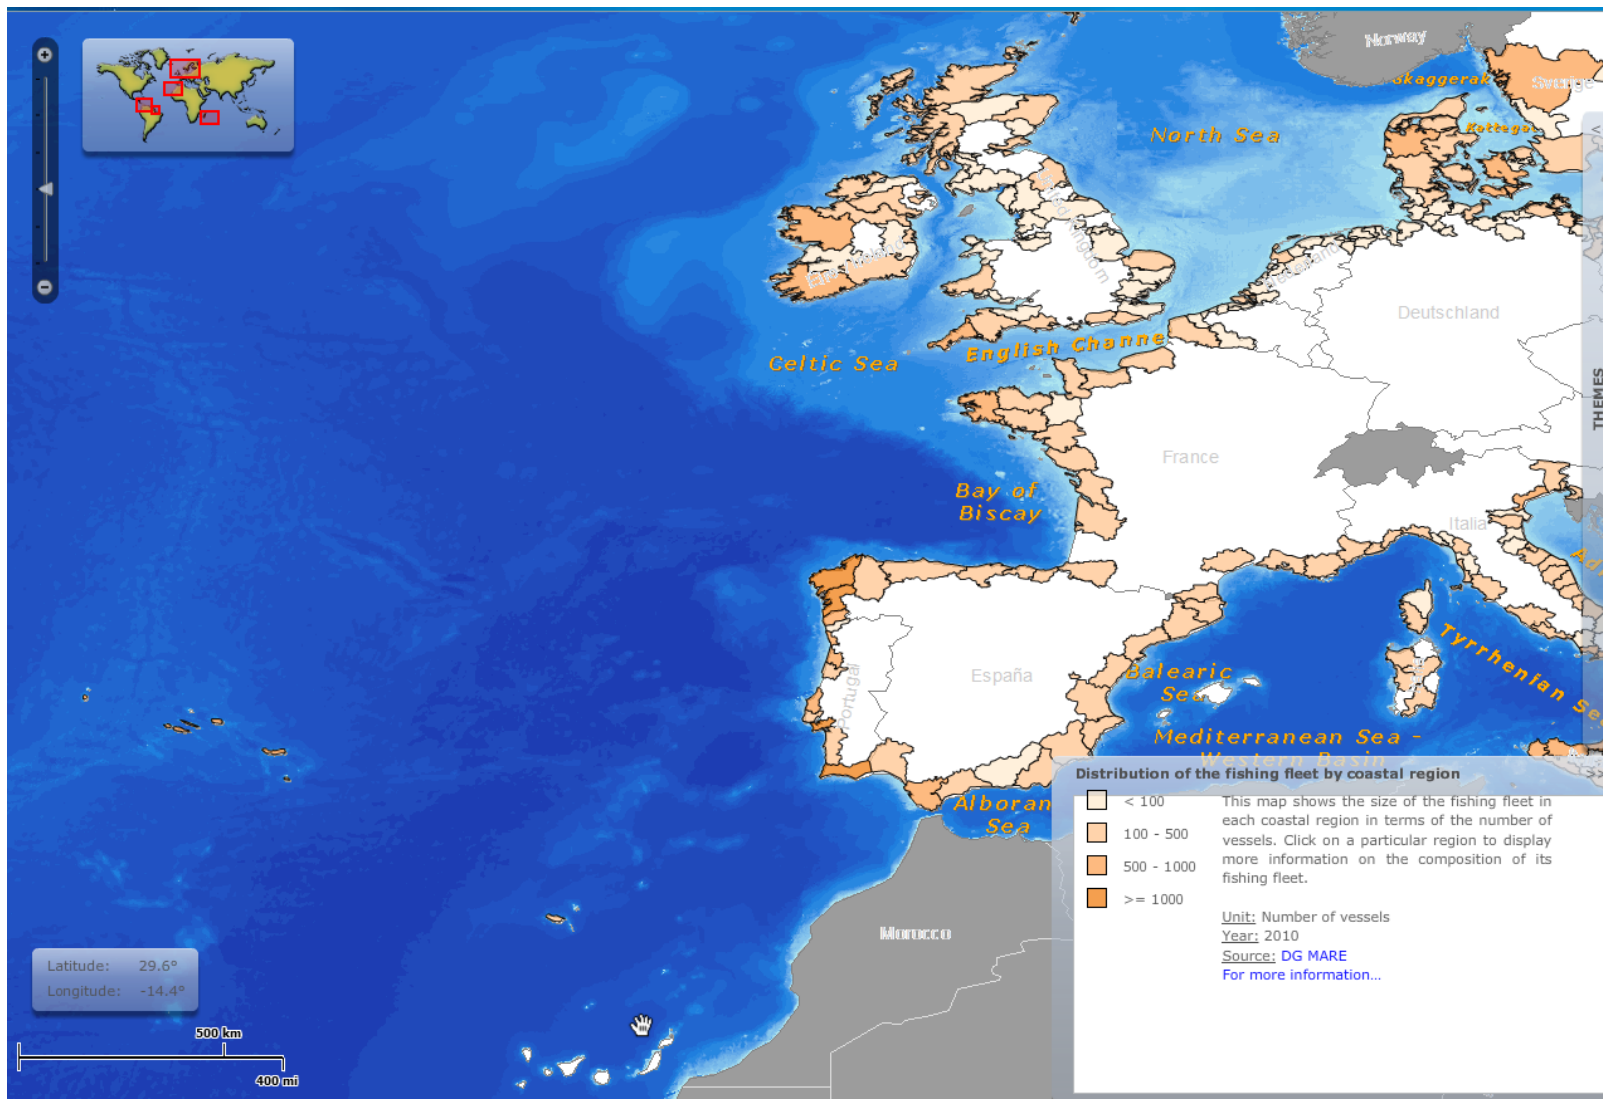 Norway
Skaggerak
Sverige
North Sea
Kattegat
United Kingdom
Nederland
Deutschland
English Channe
Celtic Sea
THEMES
France
Bay of
Biscay
Italia
Adr
Tyrrhenian Sea
Balearic
Sea
España
Portugal
Mediterranean Sea -
Western Basin
Alboran
Sea
Distribution of the fishing fleet by coastal region
>>
< 100
100 - 500
500 - 1000
>= 1000
This map shows the size of the fishing fleet in
each coastal region in terms of the number of
vessels. Click on a particular region to display
more information on the composition of its
fishing fleet.
Unit: Number of vessels
Year: 2010
Source: DG MARE
For more information...
Morocco
Latitude: 29.6°
Longitude: -14.4°
500 km
400 mi